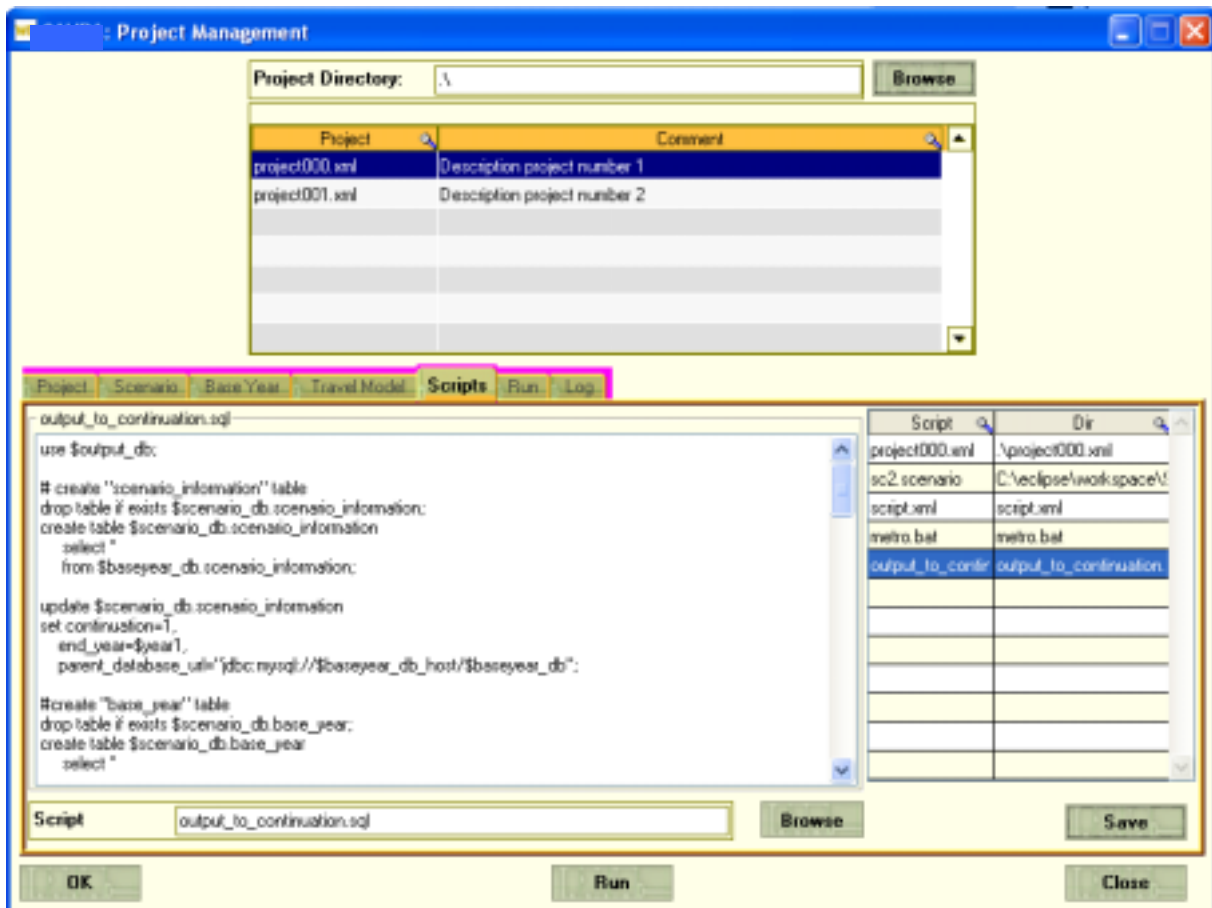 : Project Management
Project Directory: .\ Browse
Project Comment
project000.xml Description project number 1
project001.xml Description project number 2
Project Scenario Base Year Travel Model Scripts Run Log
output_to_continuation.sql
use $output_db;
# create "scenario_information" table
drop table if exists $scenario_db.scenario_information;
create table $scenario_db.scenario_information
select *
from $baseyear_db.scenario_information;
update $scenario_db.scenario_information
set continuation=1,
end_year=$year1,
parent_database_url="jdbc:mysql://$baseyear_db_host/$baseyear_db";
#create "base_year" table
drop table if exists $scenario_db.base_year;
create table $scenario_db.base_year
select *
Script Dir
project000.xml .\project000.xml
sc2.scenario C:\eclipse\workspace\
script.xml script.xml
metro.bat metro.bat
output_to_contin output_to_continuation.
Script output_to_continuation.sql Browse Save
OK Run Close